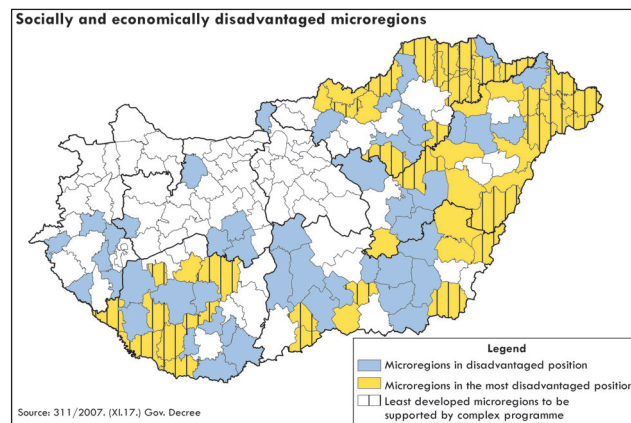 Socially and economically disadvantaged microregions
Legend
Microregions in disadvantaged position
Microregions in the most disadvantaged position
Least developed microregions to be
supported by complex programme
Source: 311/2007. (XI.17.) Gov. Decree